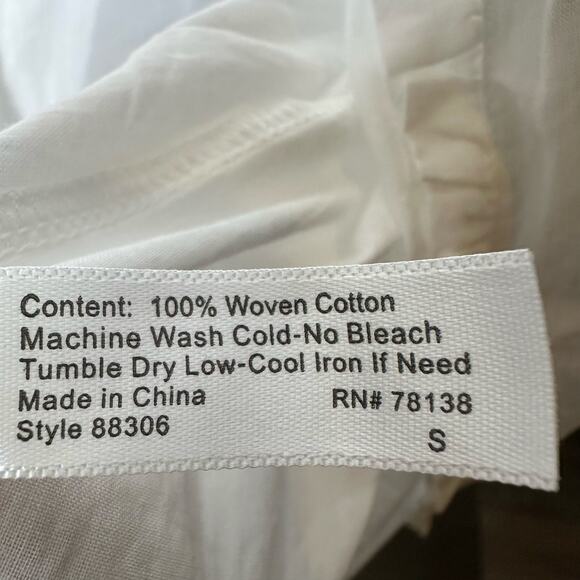 Content: 100% Woven Cotton
Machine Wash Cold-No Bleach
Tumble Dry Low-Cool Iron If Need
Made in China RN# 78138
Style 88306
S